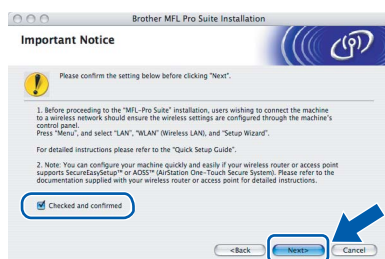 Brother MFL Pro Suite Installation
Important Notice
Please confirm the setting below before clicking "Next".
1. Before proceeding to the "MFL-Pro Suite" installation, users wishing to connect the machine
to a wireless network should ensure the wireless settings are configured through the machine's
control panel.
Press "Menu", and select "LAN", "WLAN" (Wireless LAN), and "Setup Wizard".
For detailed instructions please refer to the "Quick Setup Guide".
2. Note: You can configure your machine quickly and easily if your wireless router or access point
supports SecureEasySetup™ or AOSS™ (AirStation One-Touch Secure System). Please refer to the
documentation supplied with your wireless router or access point for detailed instructions.
Checked and confirmed
<Back
Next>
Cancel